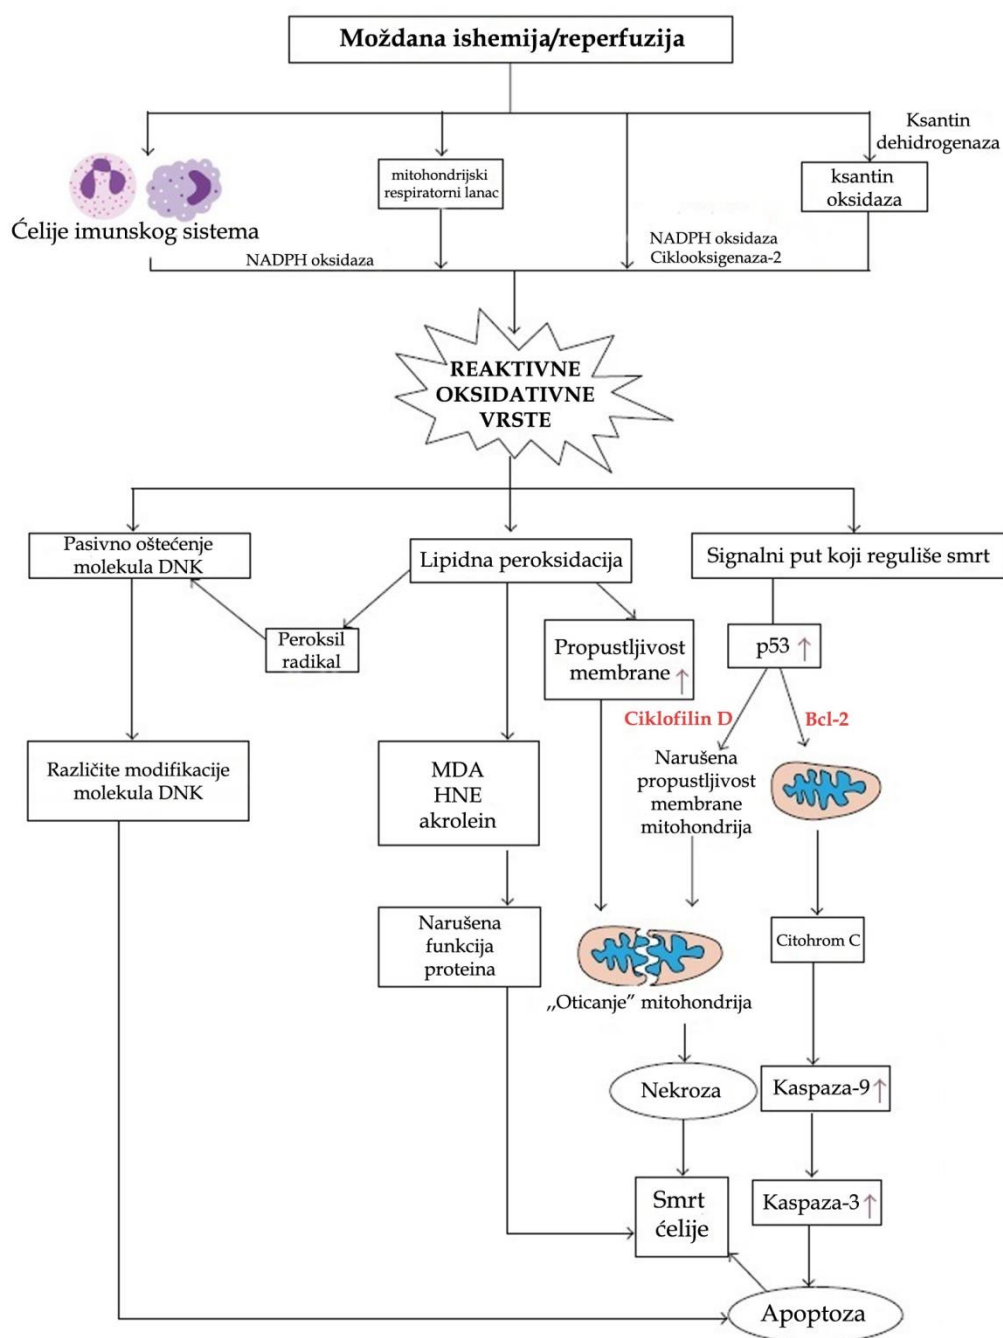 Moždana ishemija/reperfuzija
Ksantin
dehidrogenaza
mitohondrijski
respiratorni lanac
ksantin
oksidaza
Ćelije imunskog sistema
NADPH oksidaza
NADPH oksidaza
Ciklooksigenaza-2
REAKTIVNE
OKSIDATIVNE
VRSTE
Pasivno oštećenje
molekula DNK
Lipidna peroksidacija
Signalni put koji reguliše smrt
Peroksil
radikal
Propustljivost
membrane ↑
p53 ↑
Ciklofilin D
Bcl-2
Različite modifikacije
molekula DNK
MDA
HNE
akrolein
Narušena
propustljivost
membrane
mitohondrija
Narušena
funkcija
proteina
Citohrom C
,,Oticanje” mitohondrija
Nekroza
Kaspaza-9 ↑
Smrt
ćelije
Kaspaza-3 ↑
Apoptoza